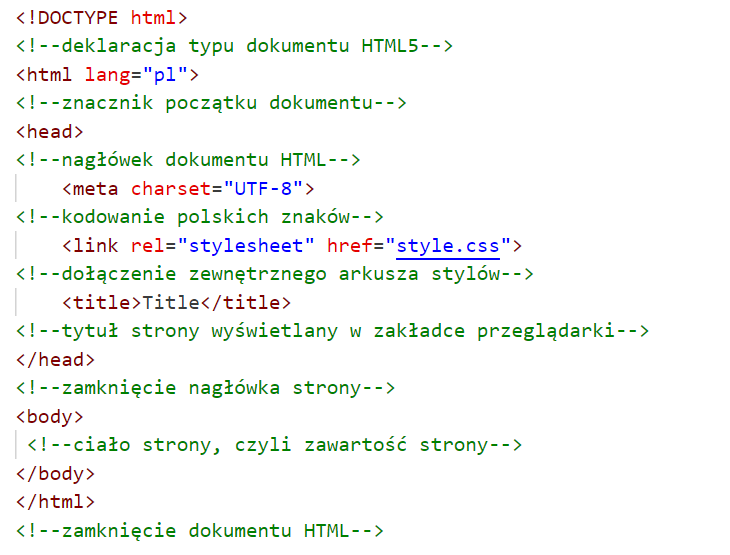 <!DOCTYPE html>
<!--deklaracja typu dokumentu HTML5-->
<html lang="pl">
<!--znacznik początku dokumentu-->
<head>
<!--nagłówek dokumentu HTML-->
    <meta charset="UTF-8">
<!--kodowanie polskich znaków-->
    <link rel="stylesheet" href="style.css">
<!--dołączenie zewnętrznego arkusza stylów-->
    <title>Title</title>
<!--tytuł strony wyświetlany w zakładce przeglądarki-->
</head>
<!--zamknięcie nagłówka strony-->
<body>
 <!--ciało strony, czyli zawartość strony-->
</body>
</html>
<!--zamknięcie dokumentu HTML-->